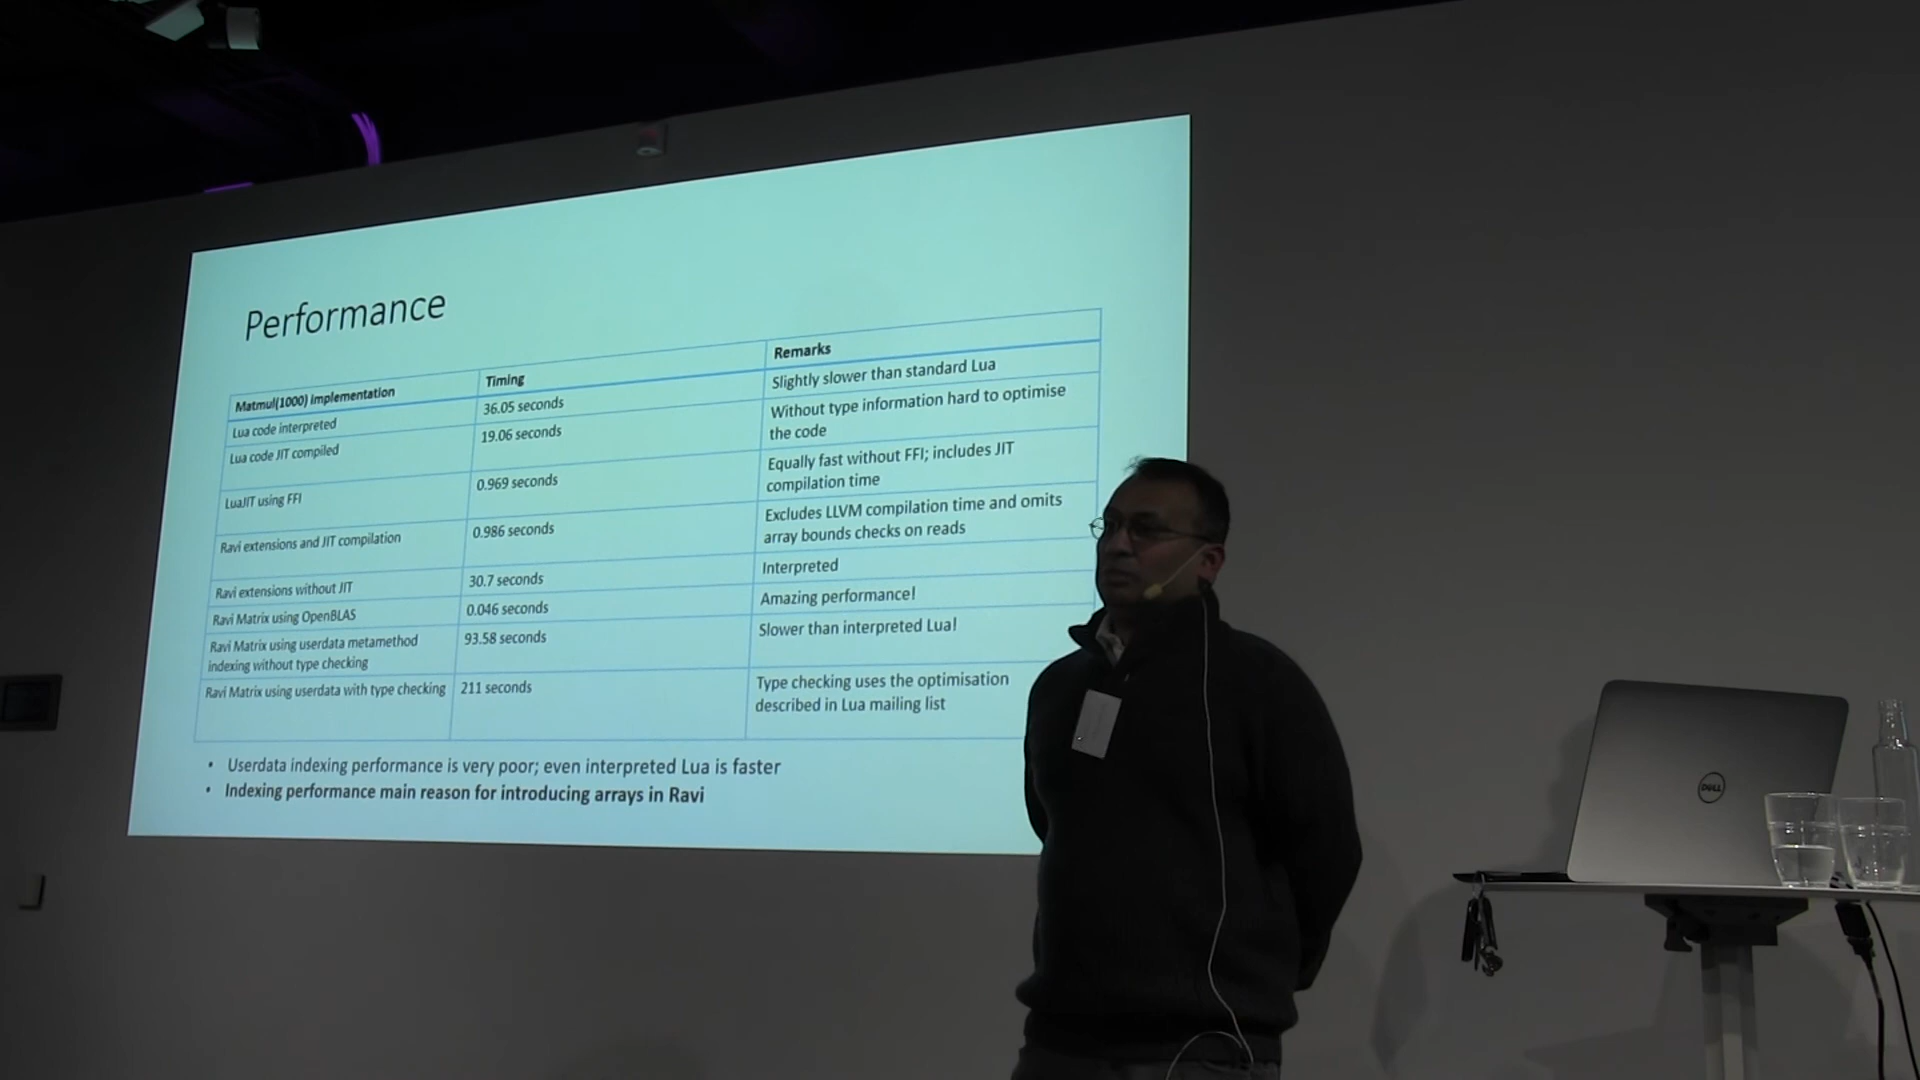 Performance
Matmul(1000) implementation Timing Remarks
Lua code interpreted 36.05 seconds Slightly slower than standard Lua
Lua code JIT compiled 19.06 seconds Without type information hard to optimise
the code
LuaJIT using FFI 0.969 seconds Equally fast without FFI; includes JIT
compilation time
Ravi extensions and JIT compilation 0.986 seconds Excludes LLVM compilation time and omits
array bounds checks on reads
Ravi extensions without JIT 30.7 seconds Interpreted
Ravi Matrix using OpenBLAS 0.046 seconds Amazing performance!
Ravi Matrix using userdata metamethod 93.58 seconds Slower than interpreted Lua!
indexing without type checking
Ravi Matrix using userdata with type checking 211 seconds Type checking uses the optimisation
described in Lua mailing list
• Userdata indexing performance is very poor; even interpreted Lua is faster
• Indexing performance main reason for introducing arrays in Ravi
DELL